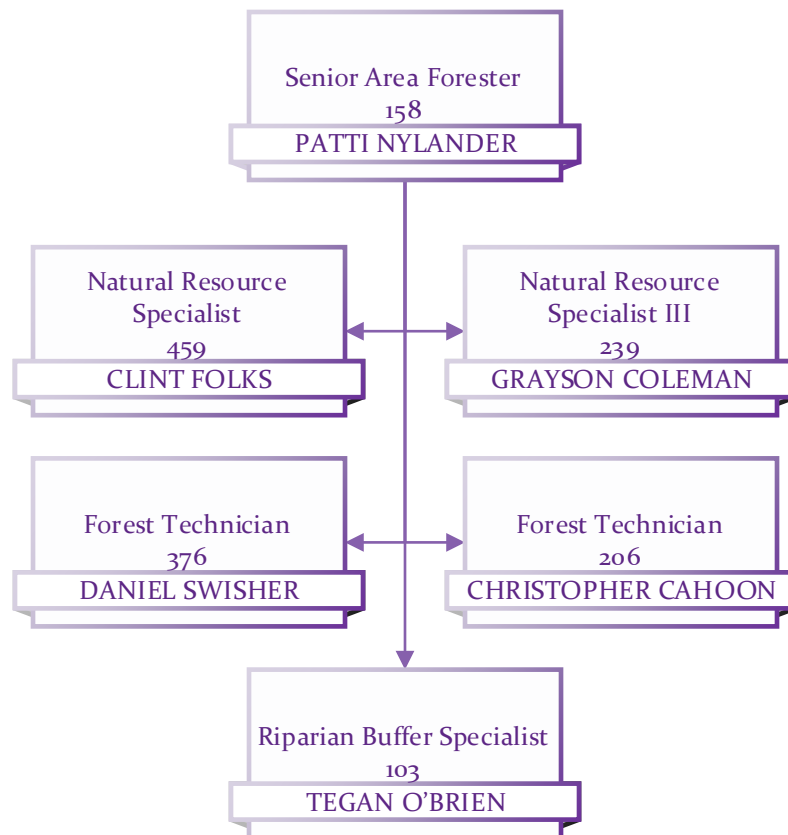 Senior Area Forester
158
PATTI NYLANDER
Natural Resource
Specialist
459
CLINT FOLKS
Natural Resource
Specialist III
239
GRAYSON COLEMAN
Forest Technician
376
DANIEL SWISHER
Forest Technician
206
CHRISTOPHER CAHOON
Riparian Buffer Specialist
103
TEGAN O’BRIEN